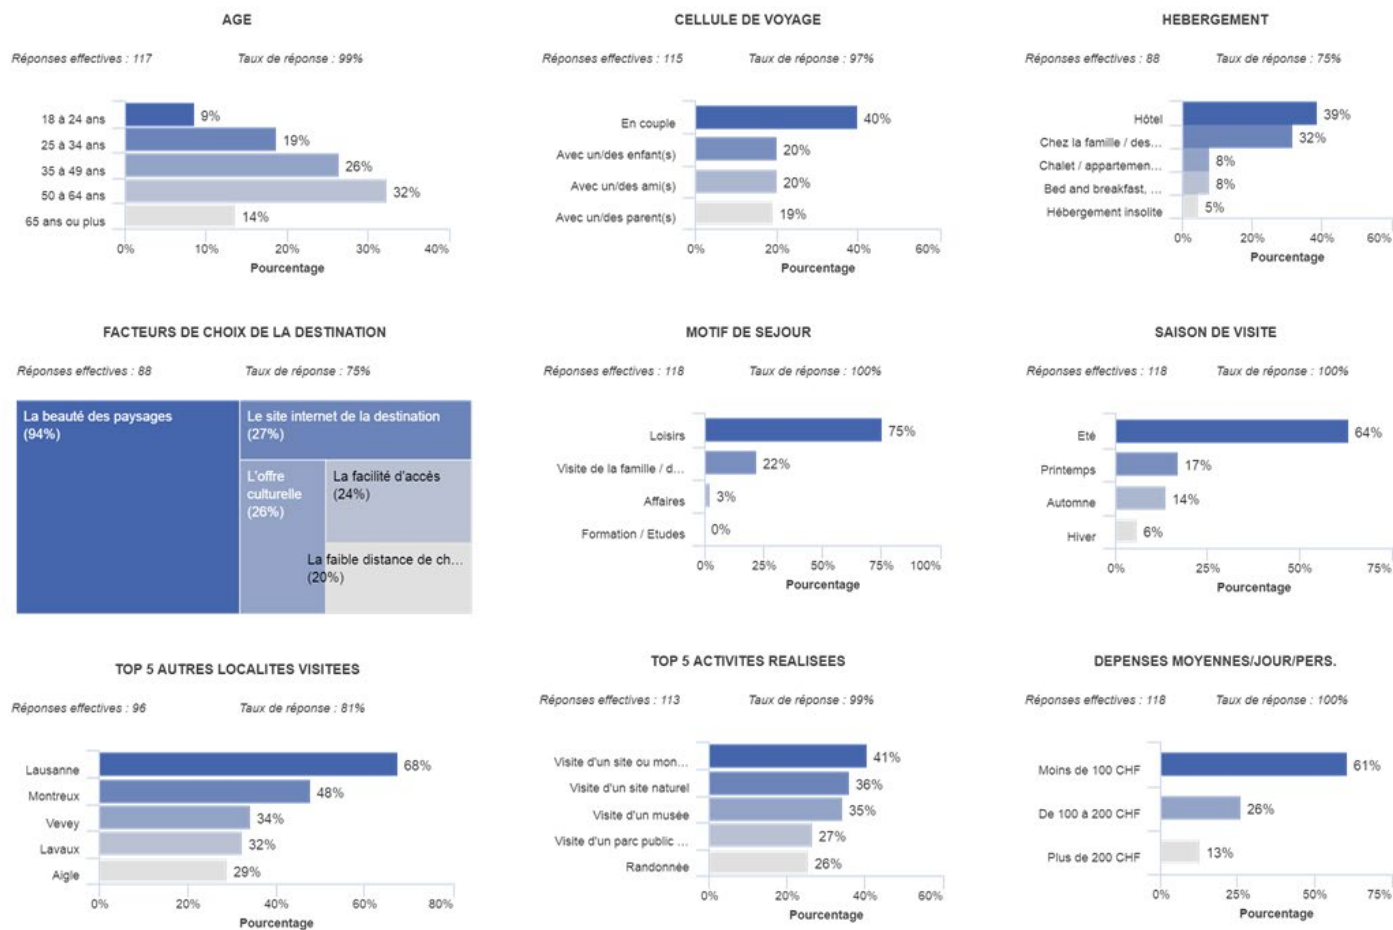 AGE
Réponses effectives : 117 Taux de réponse : 99%
18 à 24 ans 9%
25 à 34 ans 19%
35 à 49 ans 26%
50 à 64 ans 32%
65 ans ou plus 14%
0% 10% 20% 30% 40%
Pourcentage
CELLULE DE VOYAGE
Réponses effectives : 115 Taux de réponse : 97%
En couple 40%
Avec un/des enfant(s) 20%
Avec un/des ami(s) 20%
Avec un/des parent(s) 19%
0% 20% 40% 60%
Pourcentage
HEBERGEMENT
Réponses effectives : 88 Taux de réponse : 75%
Hôtel 39%
Chez la famille / des... 32%
Chalet / appartemen... 8%
Bed and breakfast, ... 8%
Hébergement insolite 5%
0% 20% 40% 60%
Pourcentage
FACTEURS DE CHOIX DE LA DESTINATION
Réponses effectives : 88 Taux de réponse : 75%
La beauté des paysages
(94%)
Le site internet de la destination
(27%)
L'offre
culturelle
(26%)
La facilité d'accès
(24%)
La faible distance de ch...
(20%)
MOTIF DE SEJOUR
Réponses effectives : 118 Taux de réponse : 100%
Loisirs 75%
Visite de la famille / d... 22%
Affaires 3%
Formation / Etudes 0%
0% 25% 50% 75% 100%
Pourcentage
SAISON DE VISITE
Réponses effectives : 118 Taux de réponse : 100%
Eté 64%
Printemps 17%
Automne 14%
Hiver 6%
0% 25% 50% 75%
Pourcentage
TOP 5 AUTRES LOCALITES VISITEES
Réponses effectives : 96 Taux de réponse : 81%
Lausanne 68%
Montreux 48%
Vevey 34%
Lavaux 32%
Aigle 29%
0% 20% 40% 60% 80%
Pourcentage
TOP 5 ACTIVITES REALISEES
Réponses effectives : 113 Taux de réponse : 99%
Visite d'un site ou mon... 41%
Visite d'un site naturel 36%
Visite d'un musée 35%
Visite d'un parc public ... 27%
Randonnée 26%
0% 20% 40% 60%
Pourcentage
DEPENSES MOYENNES/JOUR/PERS.
Réponses effectives : 118 Taux de réponse : 100%
Moins de 100 CHF 61%
De 100 à 200 CHF 26%
Plus de 200 CHF 13%
0% 25% 50% 75%
Pourcentage